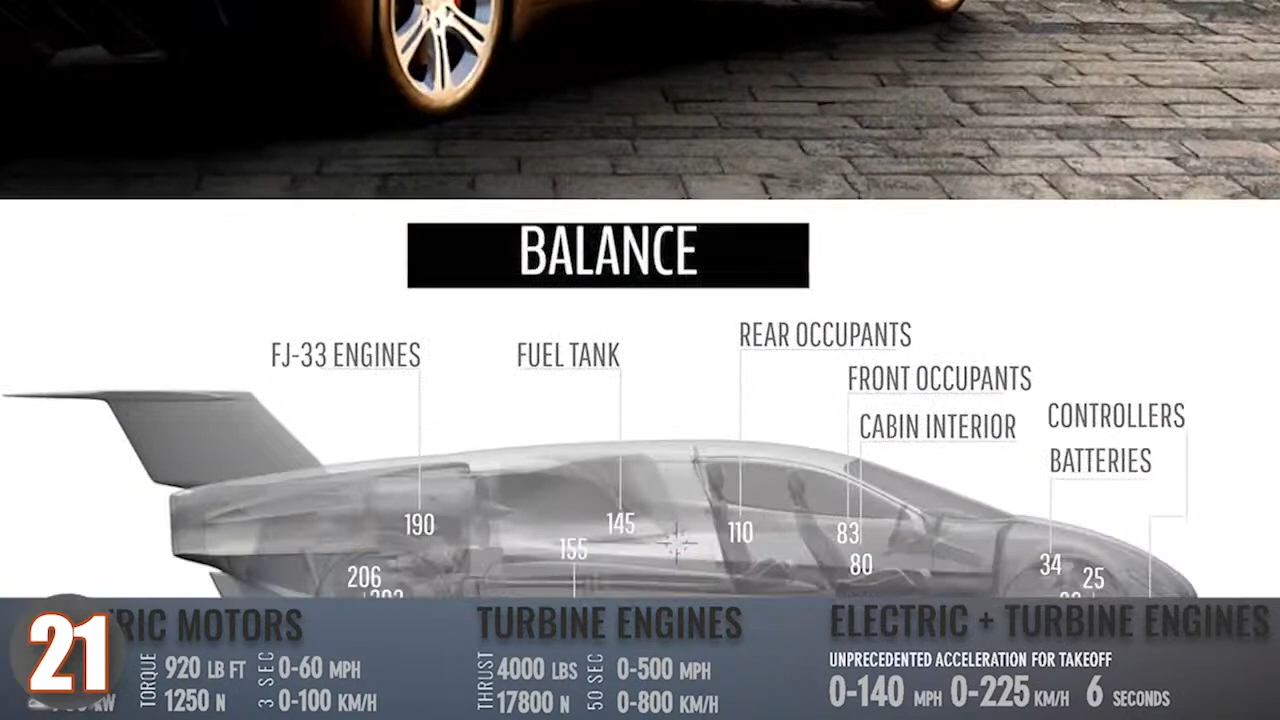 BALANCE
REAR OCCUPANTS
FJ-33 ENGINES
FUEL TANK
FRONT OCCUPANTS
CONTROLLERS
CABIN INTERIOR
BATTERIES
190
145
110
83
155
80
34
206
25
TURBINE ENGINES
ELECTRIC + TURBINE ENGINES
MOTORS
21
TORQUE
920 LB FT
1250 N
3 SEC
0-60 MPH
0-100 KM/H
THRUST
4000 LBS
17800 N
50 SEC
0-500 MPH
0-800 KM/H
UNPRECEDENTED ACCELERATION FOR TAKEOFF
0-140 MPH 0-225 KM/H 6 SECONDS